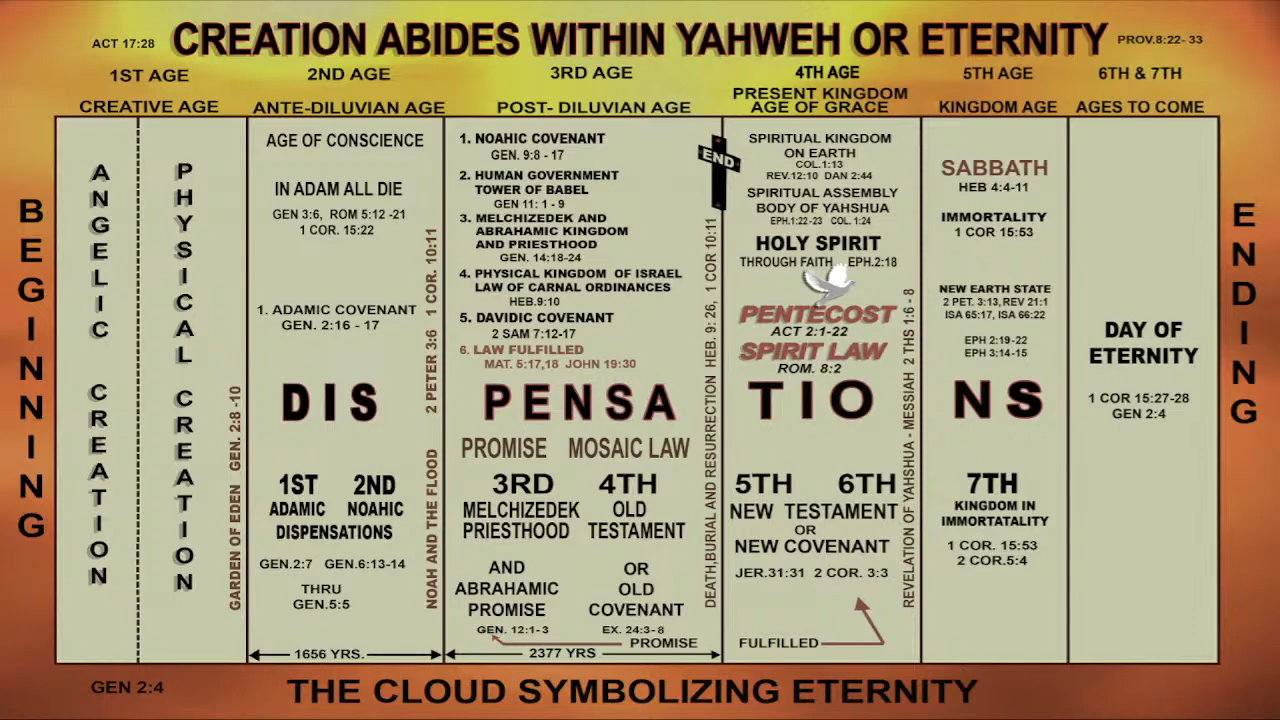 ACT 17:28
CREATION ABIDES WITHIN YAHWEH OR ETERNITY
PROV.8:22- 33
1ST AGE
2ND AGE
3RD AGE
4TH AGE
5TH AGE
6TH & 7TH
CREATIVE AGE
ANTE-DILUVIAN AGE
POST- DILUVIAN AGE
PRESENT KINGDOM
AGE OF GRACE
KINGDOM AGE
AGES TO COME
BEGINNING
ANGELIC CREATION
PHYSICAL CREATION
GARDEN OF EDEN GEN. 2:8 -10
AGE OF CONSCIENCE
IN ADAM ALL DIE
GEN 3:6, ROM 5:12 -21
1 COR. 15:22
1. ADAMIC COVENANT
GEN. 2:16 - 17
DIS
1ST 2ND
ADAMIC NOAHIC
DISPENSATIONS
GEN.2:7 GEN.6:13-14
THRU
GEN.5:5
1656 YRS.
NOAH AND THE FLOOD 2 PETER 3:6 1 COR. 10:11
1. NOAHIC COVENANT
GEN. 9:8 - 17
2. HUMAN GOVERNMENT
TOWER OF BABEL
GEN 11: 1 - 9
3. MELCHIZEDEK AND
ABRAHAMIC KINGDOM
AND PRIESTHOOD
GEN. 14:18-24
4. PHYSICAL KINGDOM OF ISRAEL
LAW OF CARNAL ORDINANCES
HEB.9:10
5. DAVIDIC COVENANT
2 SAM 7:12-17
6. LAW FULFILLED
MAT. 5:17,18 JOHN 19:30
PENSA
PROMISE MOSAIC LAW
3RD 4TH
MELCHIZEDEK OLD
PRIESTHOOD TESTAMENT
AND OR
ABRAHAMIC OLD
PROMISE COVENANT
GEN. 12:1- 3 EX. 24:3- 8
PROMISE
2377 YRS
END
DEATH,BURIAL AND RESURRECTION HEB. 9: 26, 1 COR 10:11
SPIRITUAL KINGDOM
ON EARTH
COL.1:13
REV.12:10 DAN 2:44
SPIRITUAL ASSEMBLY
BODY OF YAHSHUA
EPH.1:22-23 COL. 1:24
HOLY SPIRIT
THROUGH FAITH EPH.2:18
PENTECOST
ACT 2:1-22
SPIRIT LAW
ROM. 8:2
TIO
5TH 6TH
NEW TESTAMENT
OR
NEW COVENANT
JER.31:31 2 COR. 3:3
FULFILLED
REVELATION OF YAHSHUA - MESSIAH 2 THS 1:6 - 8
SABBATH
HEB 4:4-11
IMMORTALITY
1 COR 15:53
NEW EARTH STATE
2 PET. 3:13, REV 21:1
ISA 65:17, ISA 66:22
EPH 2:19-22
EPH 3:14-15
NS
7TH
KINGDOM IN
IMMORTATALITY
1 COR. 15:53
2 COR.5:4
DAY OF
ETERNITY
1 COR 15:27-28
GEN 2:4
ENDING
GEN 2:4
THE CLOUD SYMBOLIZING ETERNITY